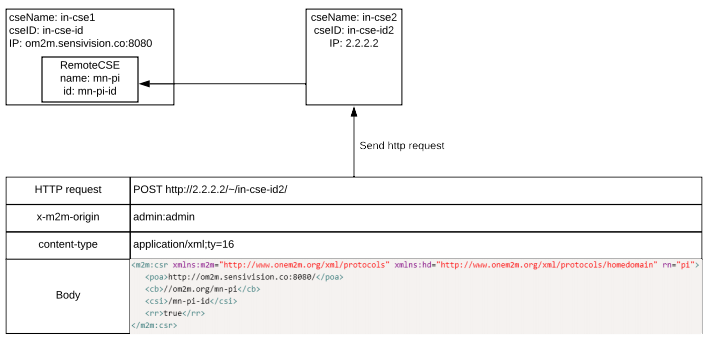 cseName: in-cse1
cseID: in-cse-id
IP: om2m.sensivision.co:8080
RemoteCSE
name: mn-pi
id: mn-pi-id
cseName: in-cse2
cseID: in-cse-id2
IP: 2.2.2.2
Send http request
HTTP request POST http://2.2.2.2/~/in-cse-id2/
x-m2m-origin admin:admin
content-type application/xml;ty=16
Body
<m2m:csr xmlns:m2m="http://www.onem2m.org/xml/protocols" xmlns:hd="http://www.onem2m.org/xml/protocols/homedomain" rn="pi">
<poa>http://om2m.sensivision.co:8080/</poa>
<cb>//om2m.org/mn-pi</cb>
<csi>/mn-pi-id</csi>
<rr>true</rr>
</m2m:csr>